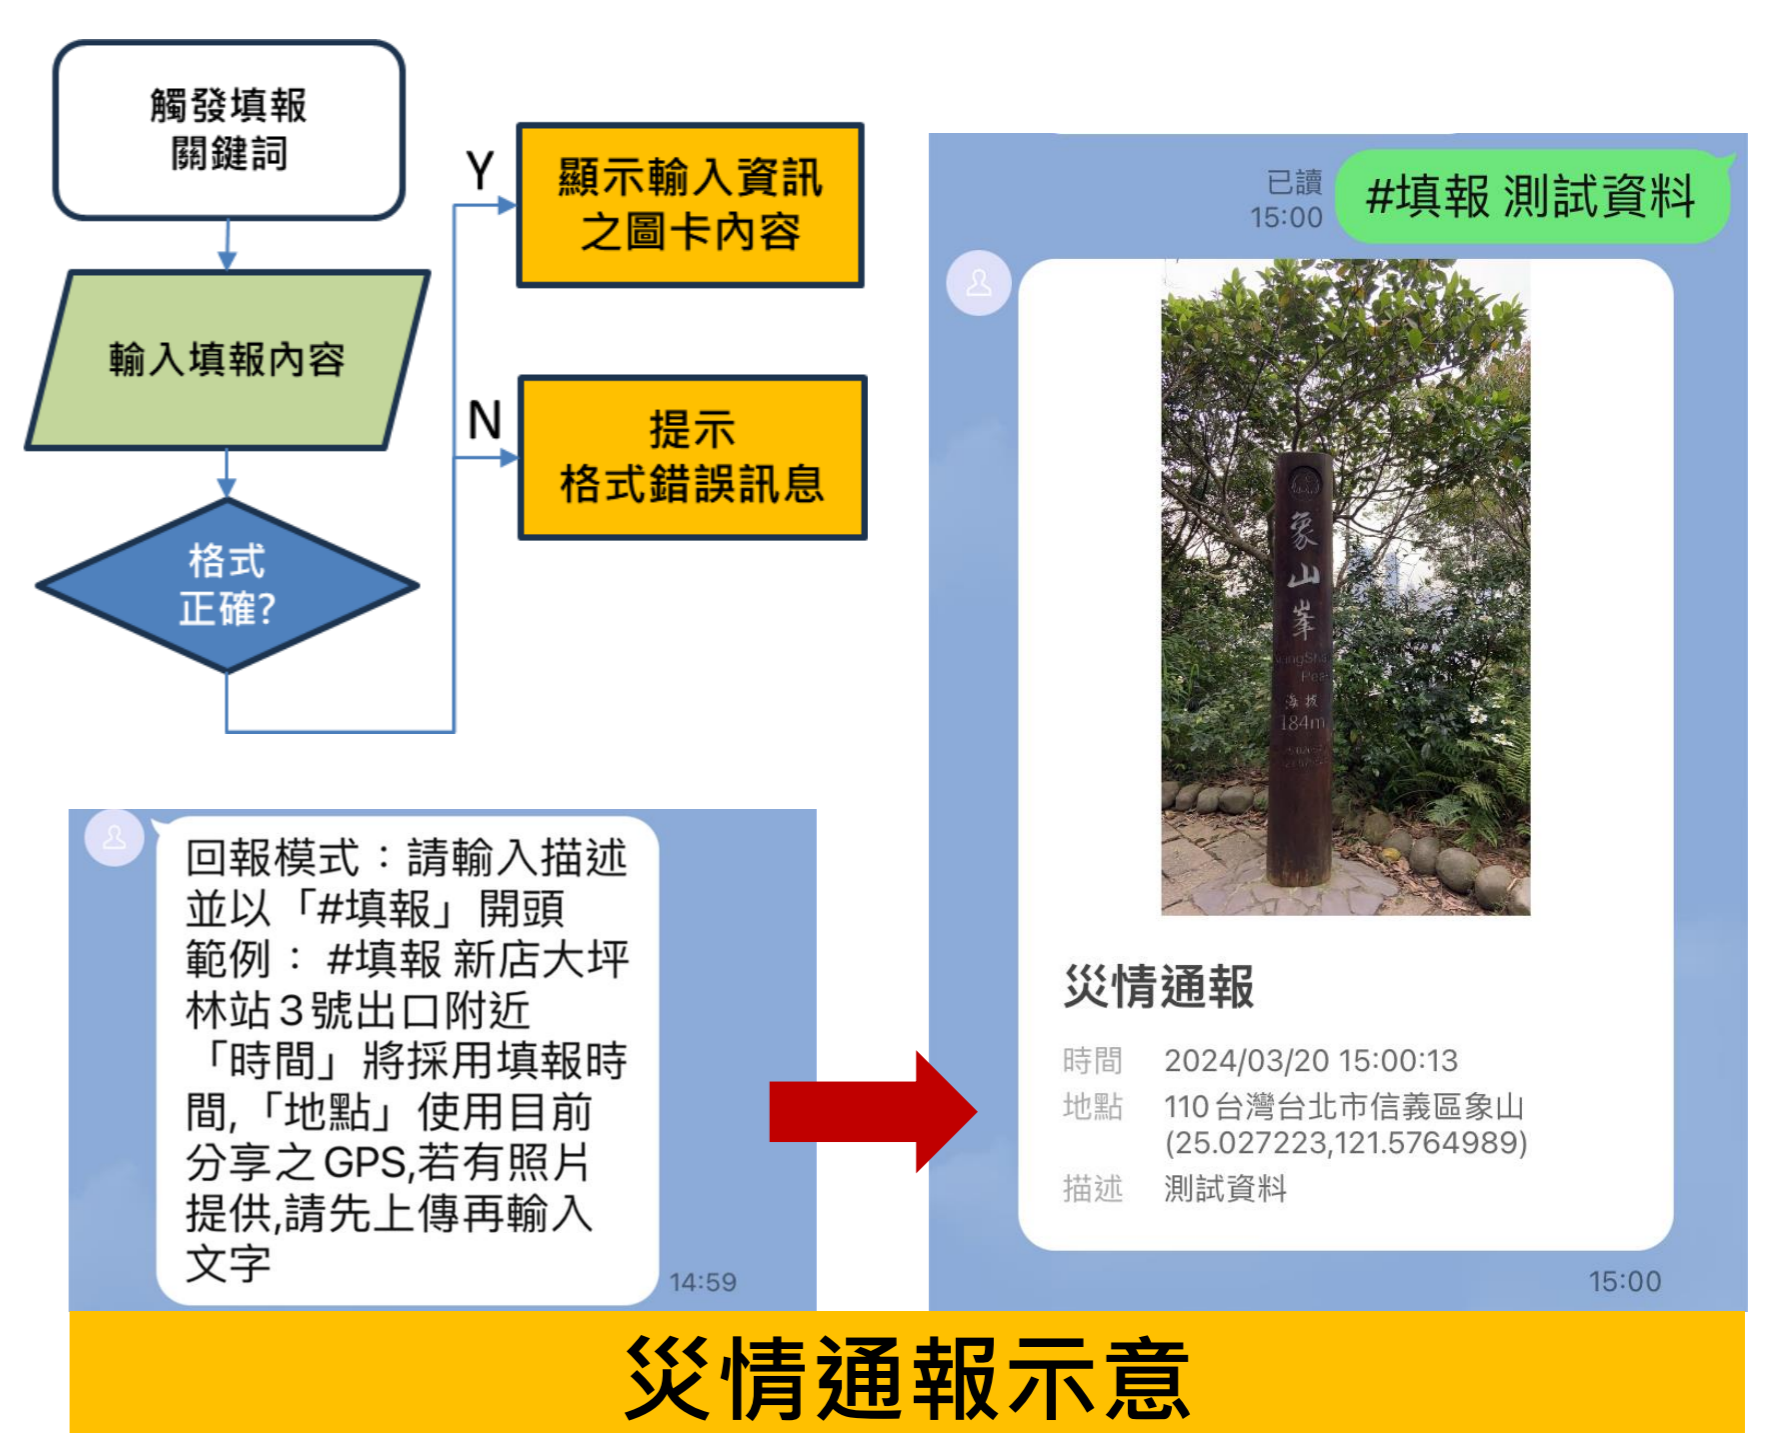 觸發填報
關鍵詞
輸入填報內容
格式
正確?
Y
顯示輸入資訊
之圖卡內容
N
提示
格式錯誤訊息
回報模式：請輸入描述
並以「#填報」開頭
範例： #填報 新店大坪
林站3號出口附近
「時間」將採用填報時
間,「地點」使用目前
分享之GPS,若有照片
提供,請先上傳再輸入
文字
14:59
已讀
15:00
#填報 測試資料
象
山
峯
海拔
184m
災情通報
時間 2024/03/20 15:00:13
地點 110台灣台北市信義區象山
(25.027223,121.5764989)
描述 測試資料
15:00
災情通報示意